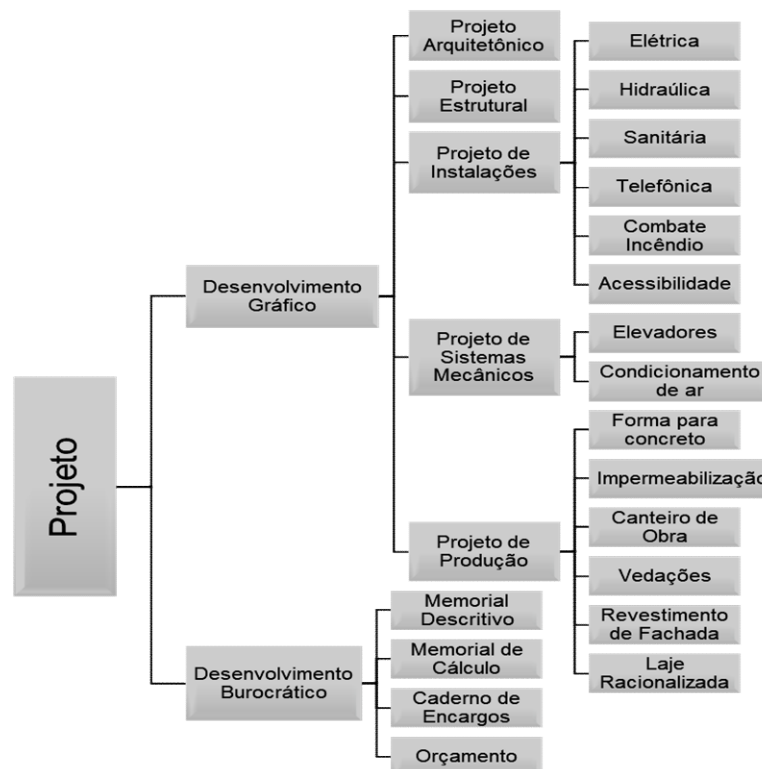 Projeto
Desenvolvimento
Gráfico
Projeto
Arquitetônico
Projeto
Estrutural
Projeto de
Instalações
Elétrica
Hidraúlica
Sanitária
Telefônica
Combate
Incêndio
Acessibilidade
Projeto de
Sistemas
Mecânicos
Elevadores
Condicionamento
de ar
Projeto de
Produção
Forma para
concreto
Impermeabilização
Canteiro de
Obra
Vedações
Revestimento
de Fachada
Laje
Racionalizada
Desenvolvimento
Burocrático
Memorial
Descritivo
Memorial de
Cálculo
Caderno de
Encargos
Orçamento